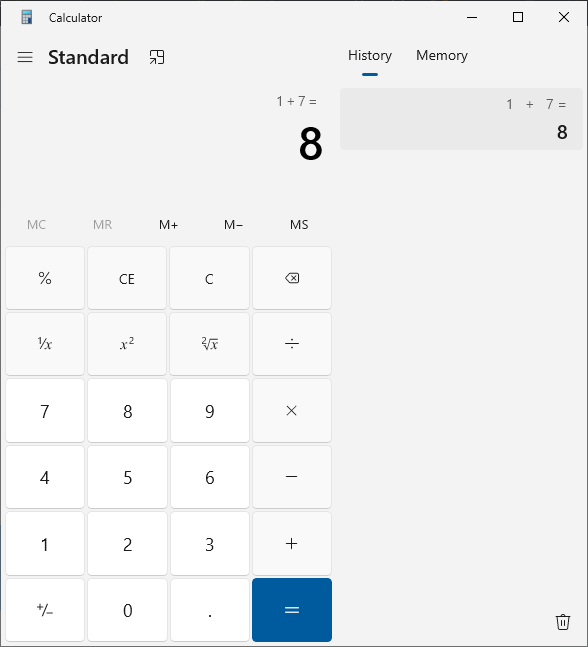 Calculator
Standard
History Memory
1 + 7 =
8
1 + 7 =
8
MC MR M+ M− MS
% CE C
⅟x x² ²√x ÷
7 8 9 ×
4 5 6 −
1 2 3 +
+/− 0 . =